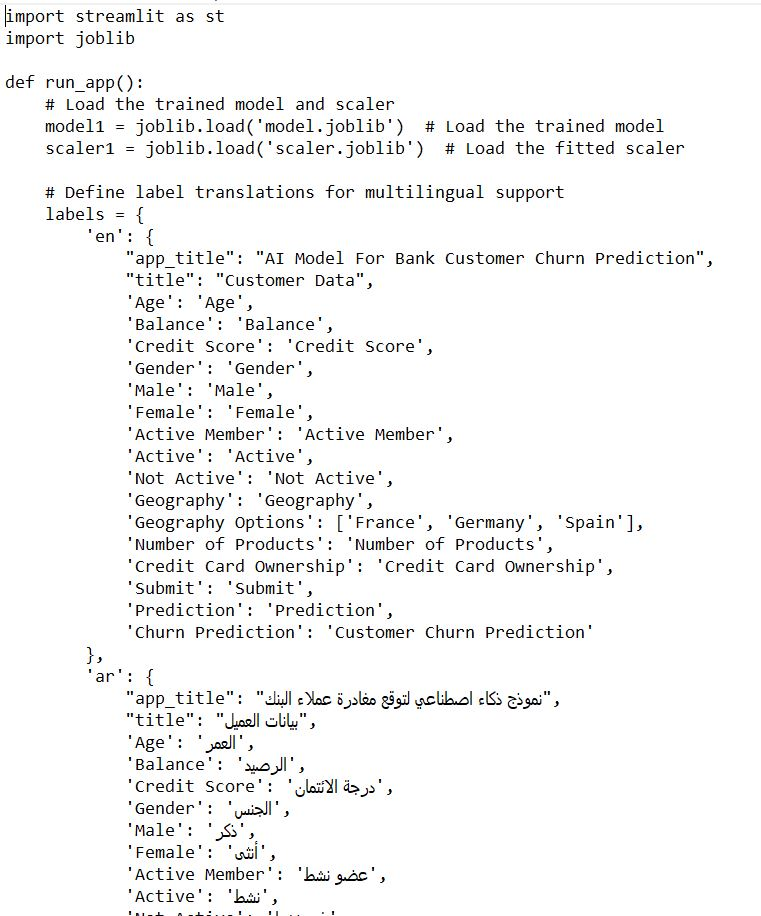 import streamlit as st
import joblib
def run_app():
    # Load the trained model and scaler
    model1 = joblib.load('model.joblib')  # Load the trained model
    scaler1 = joblib.load('scaler.joblib')  # Load the fitted scaler
    # Define label translations for multilingual support
    labels = {
        'en': {
            "app_title": "AI Model For Bank Customer Churn Prediction",
            "title": "Customer Data",
            'Age': 'Age',
            'Balance': 'Balance',
            'Credit Score': 'Credit Score',
            'Gender': 'Gender',
            'Male': 'Male',
            'Female': 'Female',
            'Active Member': 'Active Member',
            'Active': 'Active',
            'Not Active': 'Not Active',
            'Geography': 'Geography',
            'Geography Options': ['France', 'Germany', 'Spain'],
            'Number of Products': 'Number of Products',
            'Credit Card Ownership': 'Credit Card Ownership',
            'Submit': 'Submit',
            'Prediction': 'Prediction',
            'Churn Prediction': 'Customer Churn Prediction'
        },
        'ar': {
            "app_title": "نموذج ذكاء اصطناعي لتوقع مغادرة عملاء البنك",
            "title": "بيانات العميل",
            'Age': 'العمر',
            'Balance': 'الرصيد',
            'Credit Score': 'درجة الائتمان',
            'Gender': 'الجنس',
            'Male': 'ذكر',
            'Female': 'أنثى',
            'Active Member': 'عضو نشط',
            'Active': 'نشط',